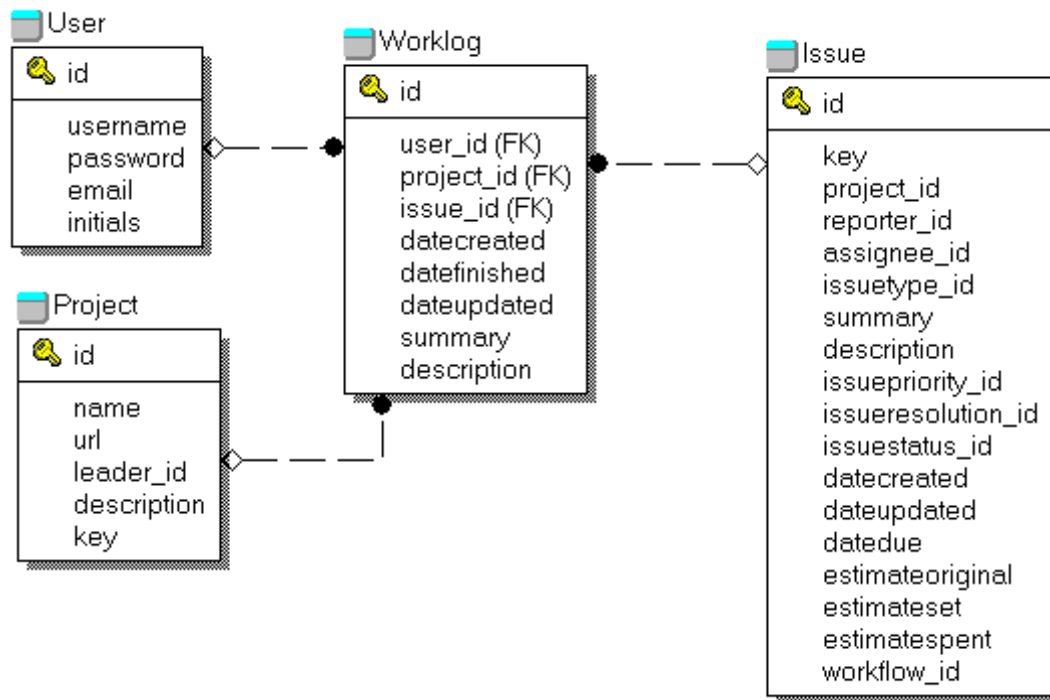 User
id
username
password
email
initials
Project
id
name
url
leader_id
description
key
Worklog
id
user_id (FK)
project_id (FK)
issue_id (FK)
datecreated
datefinished
dateupdated
summary
description
Issue
id
key
project_id
reporter_id
assignee_id
issuetype_id
summary
description
issuepriority_id
issueresolution_id
issuestatus_id
datecreated
dateupdated
datedue
estimateoriginal
estimateset
estimatespent
workflow_id